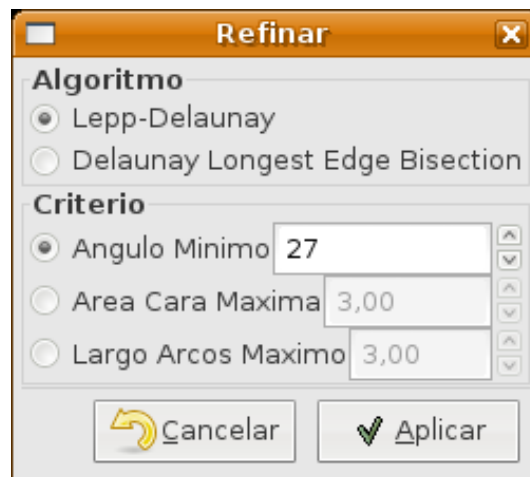 Refinar
Algoritmo
Lepp-Delaunay
Delaunay Longest Edge Bisection
Criterio
Angulo Minimo 27
Area Cara Maxima 3,00
Largo Arcos Maximo 3,00
Cancelar Aplicar